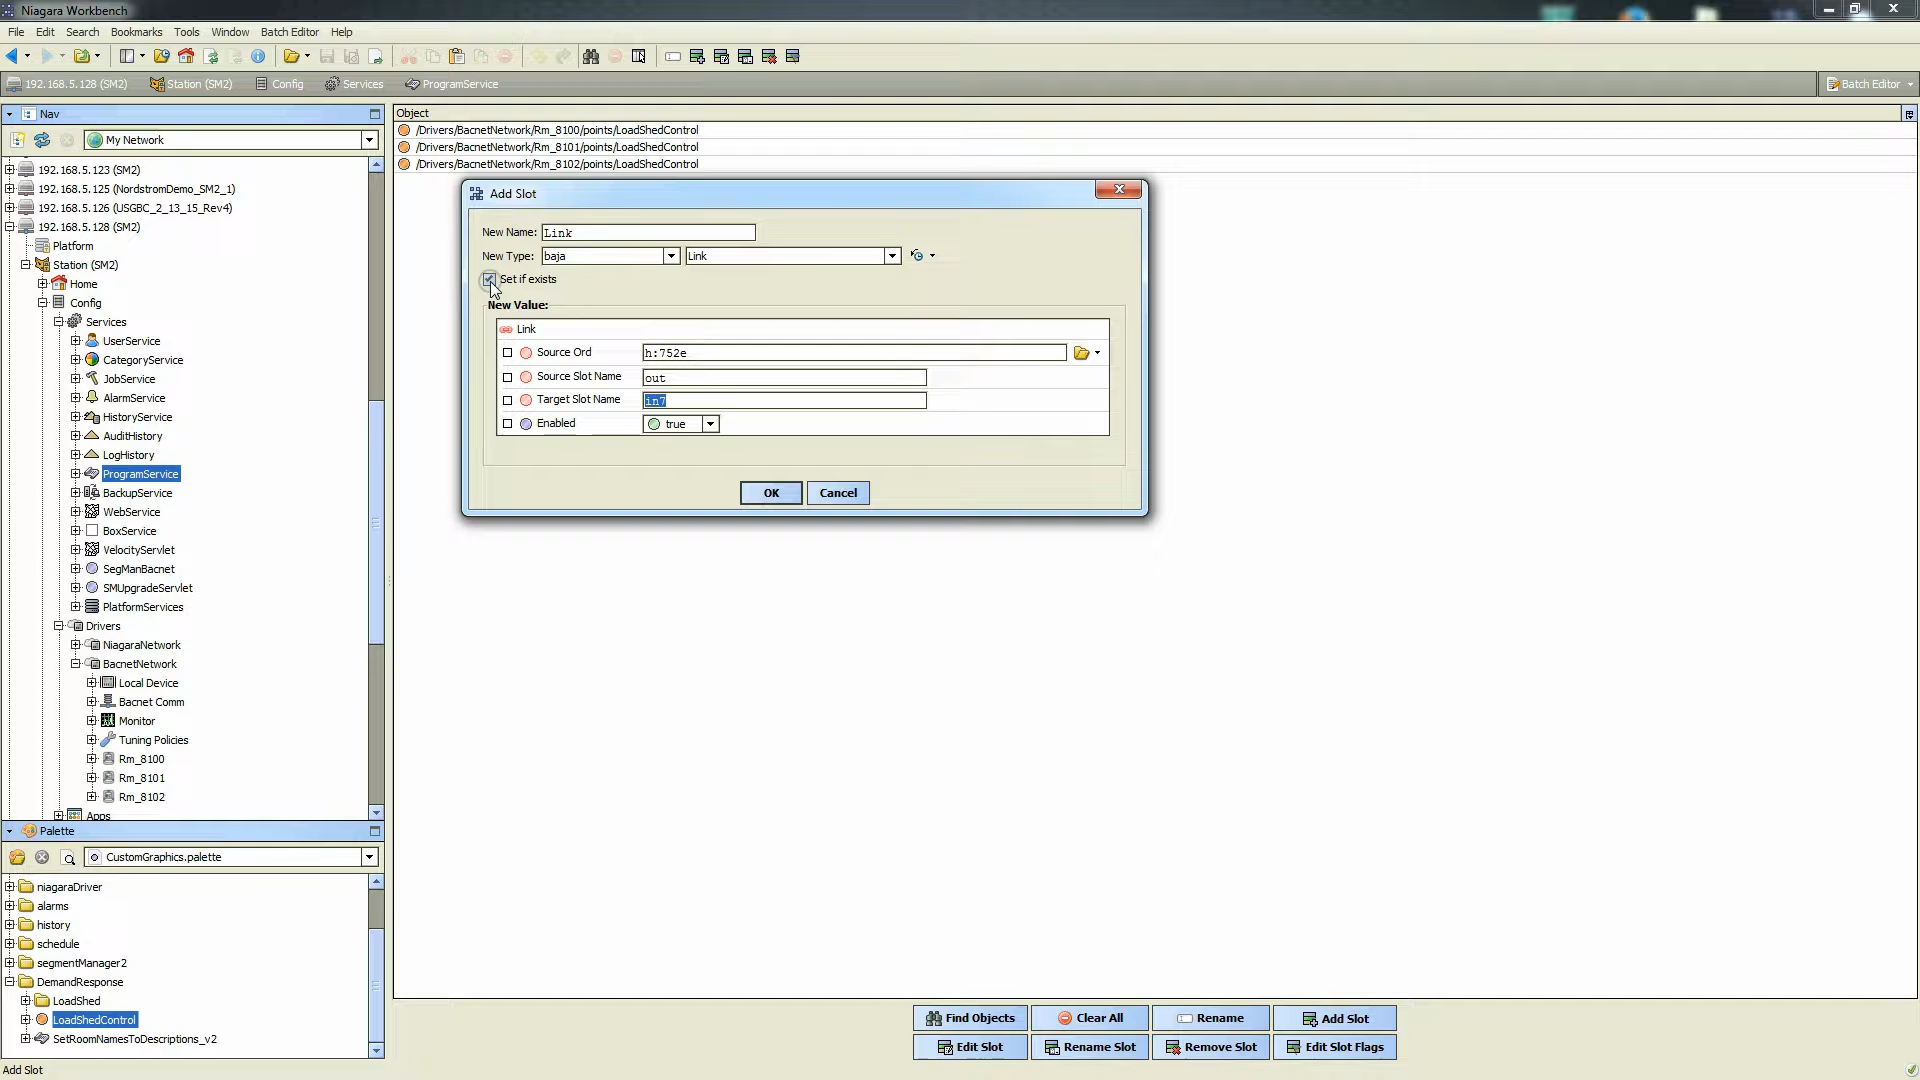 Niagara Workbench
File Edit Search Bookmarks Tools Window Batch Editor Help
192.168.5.128 (SM2) Station (SM2) Config Services ProgramService Batch Editor
Nav
My Network
192.168.5.123 (SM2)
192.168.5.125 (NordstromDemo_SM2_1)
192.168.5.126 (USGBC_2_13_15_Rev4)
192.168.5.128 (SM2)
Platform
Station (SM2)
Home
Config
Services
UserService
CategoryService
JobService
AlarmService
HistoryService
AuditHistory
LogHistory
ProgramService
BackupService
WebService
BoxService
VelocityServlet
SegManBacnet
SMUpgradeServlet
PlatformServices
Drivers
NiagaraNetwork
BacnetNetwork
Local Device
Bacnet Comm
Monitor
Tuning Policies
Rm_8100
Rm_8101
Rm_8102
Apps
Palette
CustomGraphics.palette
niagaraDriver
alarms
history
schedule
segmentManager2
DemandResponse
LoadShed
LoadShedControl
SetRoomNamesToDescriptions_v2
Object
/Drivers/BacnetNetwork/Rm_8100/points/LoadShedControl
/Drivers/BacnetNetwork/Rm_8101/points/LoadShedControl
/Drivers/BacnetNetwork/Rm_8102/points/LoadShedControl
Add Slot
New Name: Link
New Type: baja Link
Set if exists
New Value:
Link
Source Ord h:752e
Source Slot Name out
Target Slot Name in7
Enabled true
OK Cancel
Find Objects Clear All Rename Add Slot
Edit Slot Rename Slot Remove Slot Edit Slot Flags
Add Slot